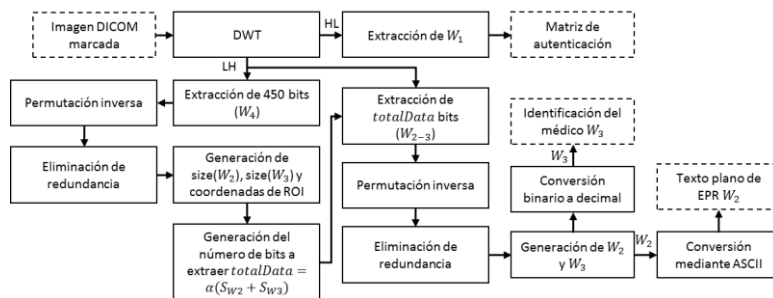 Imagen DICOM
marcada
DWT
HL
Extracción de W₁
Matriz de
autenticación
LH
Extracción de 450 bits
(W₄)
Permutación inversa
Eliminación de
redundancia
Generación de
size(W₂), size(W₃) y
coordenadas de ROI
Generación del
número de bits a
extraer totalData =
α(S_W2 + S_W3)
Extracción de
totalData bits
(W₂₋₃)
Permutación inversa
Eliminación de
redundancia
Generación de W₂
y W₃
W₃
Conversión
binario a decimal
Identificación del
médico W₃
W₂
Conversión
mediante ASCII
Texto plano de
EPR W₂